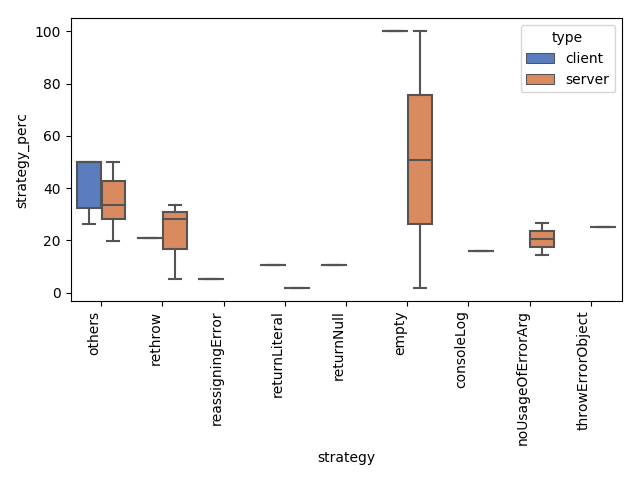 type
client
server
strategy_perc
100
80
60
40
20
0
others
rethrow
reassigningError
returnLiteral
returnNull
empty
consoleLog
noUsageOfErrorArg
throwErrorObject
strategy